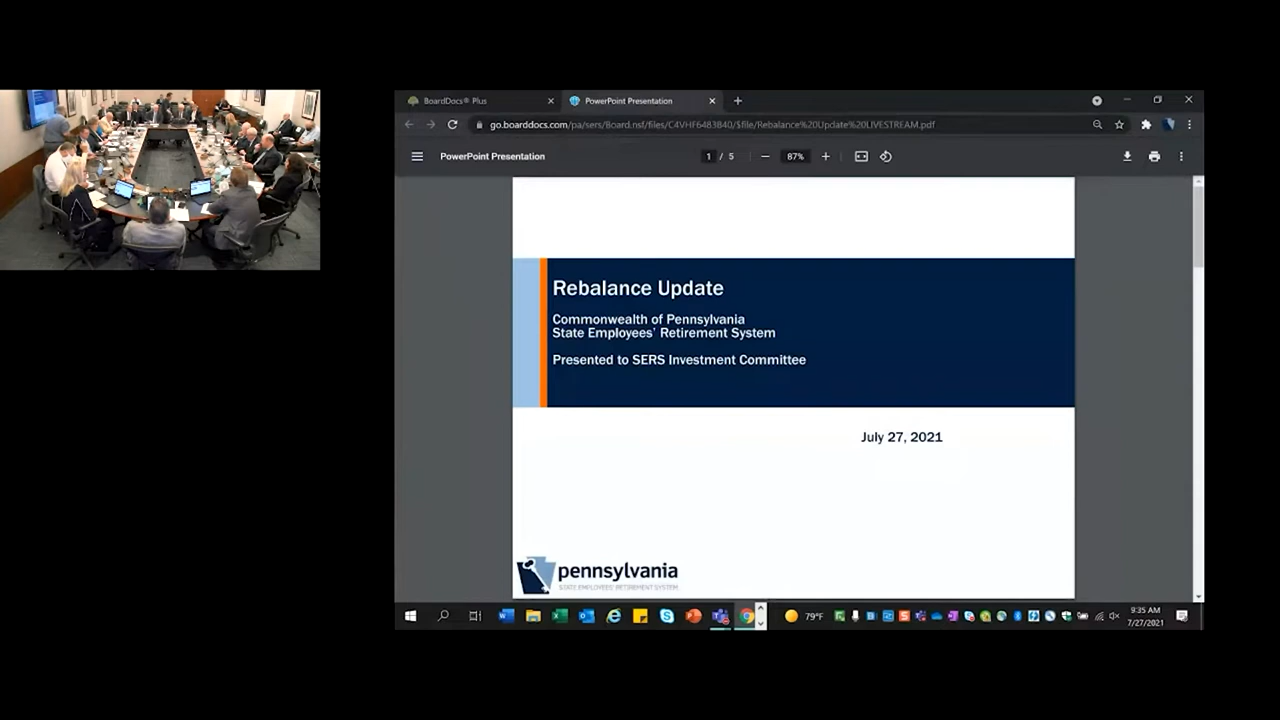 BoardDocs® Plus
PowerPoint Presentation
go.boarddocs.com/pa/sers/Board.nsf/files/C4VHF6483B40/$file/Rebalance%20Update%20LIVESTREAM.pdf
PowerPoint Presentation
1 / 5
87%
Rebalance Update
Commonwealth of Pennsylvania
State Employees' Retirement System
Presented to SERS Investment Committee
July 27, 2021
pennsylvania
STATE EMPLOYEES' RETIREMENT SYSTEM
79°F
9:35 AM
7/27/2021